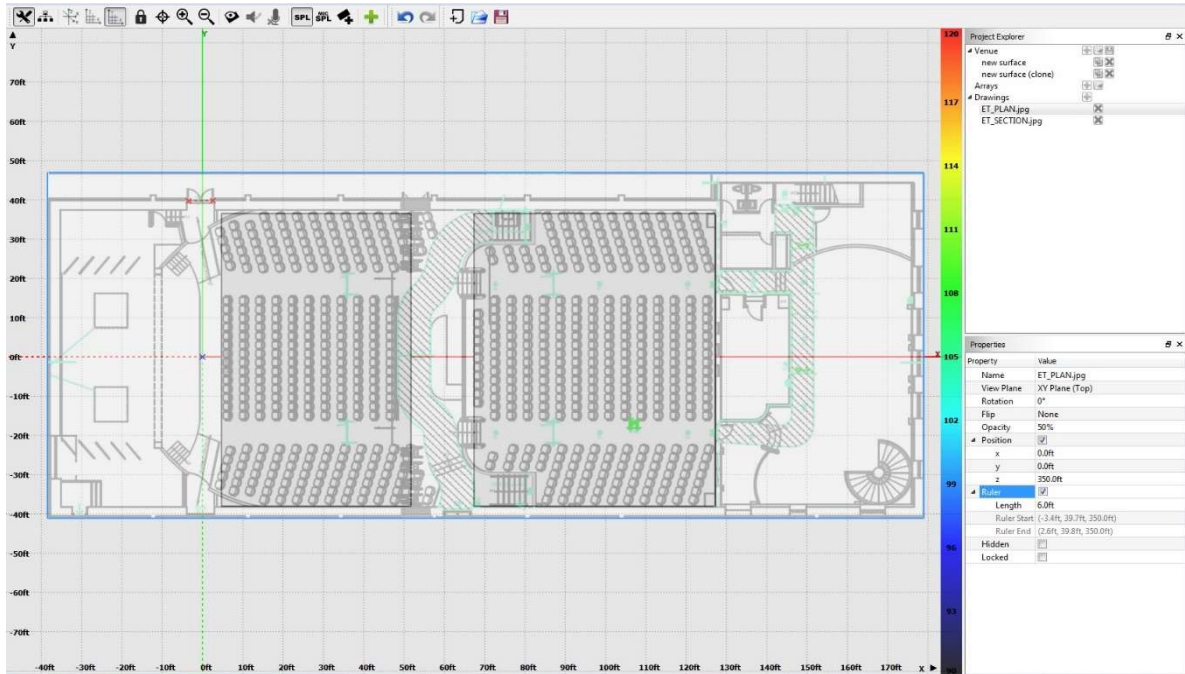 SPL MIC SPL
Y
Y
70ft
60ft
50ft
40ft
30ft
20ft
10ft
0ft
-10ft
-20ft
-30ft
-40ft
-50ft
-60ft
-70ft
-40ft -30ft -20ft -10ft 0ft 10ft 20ft 30ft 40ft 50ft 60ft 70ft 80ft 90ft 100ft 110ft 120ft 130ft 140ft 150ft 160ft 170ft X
X
120
117
114
111
108
105
102
99
96
93
90
Project Explorer
Venue
new surface
new surface (clone)
Arrays
Drawings
ET_PLAN.jpg
ET_SECTION.jpg
Properties
Property Value
Name ET_PLAN.jpg
View Plane XY Plane (Top)
Rotation 0°
Flip None
Opacity 50%
Position
x 0.0ft
y 0.0ft
z 350.0ft
Ruler
Length 6.0ft
Ruler Start (-3.4ft, 39.7ft, 350.0ft)
Ruler End (2.6ft, 39.8ft, 350.0ft)
Hidden
Locked